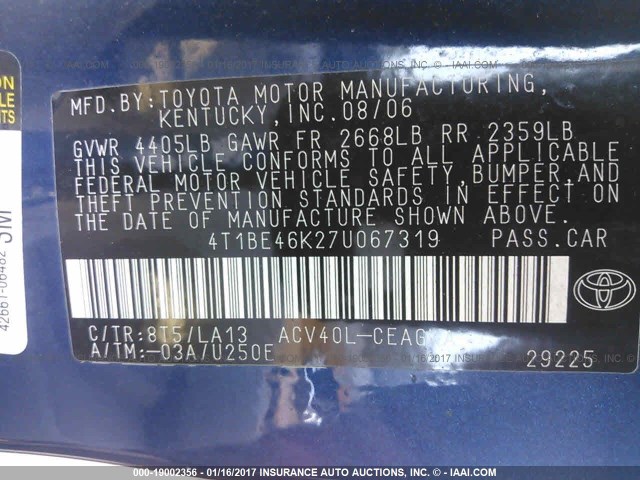 MFD.BY:TOYOTA MOTOR MANUFACTURING,
KENTUCKY,INC.08/06
GVWR 4405LB GAWR FR 2668LB RR 2359LB
THIS VEHICLE CONFORMS TO ALL APPLICABLE
FEDERAL MOTOR VEHICLE SAFETY,BUMPER,AND
THEFT PREVENTION STANDARDS IN EFFECT ON
THE DATE OF MANUFACTURE SHOWN ABOVE.
4T1BE46K27U067319 PASS.CAR
C/TR:8T5/LA13 ACV40L-CEAG
A/TM:-03A/U250E
29225
42661-06482
000-19002356 - 01/16/2017 INSURANCE AUTO AUCTIONS, INC. - IAAI.COM